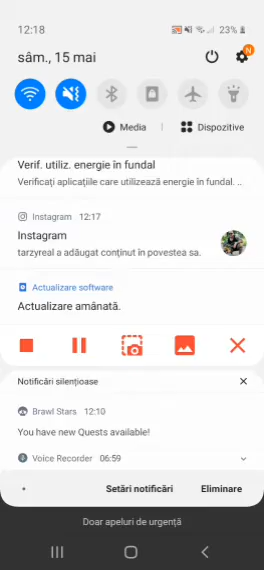 12:18
23%
sâm., 15 mai
N
Media | Dispozitive
Verif. utiliz. energie în fundal
Verificați aplicațiile care utilizează energie în fundal. ..
Instagram 12:17
Instagram
tarzyreal a adăugat conținut în povestea sa.
Actualizare software
Actualizare amânată.
Notificări silențioase
Brawl Stars 12:10
You have new Quests available!
Voice Recorder 06:59
Setări notificări Eliminare
Doar apeluri de urgență